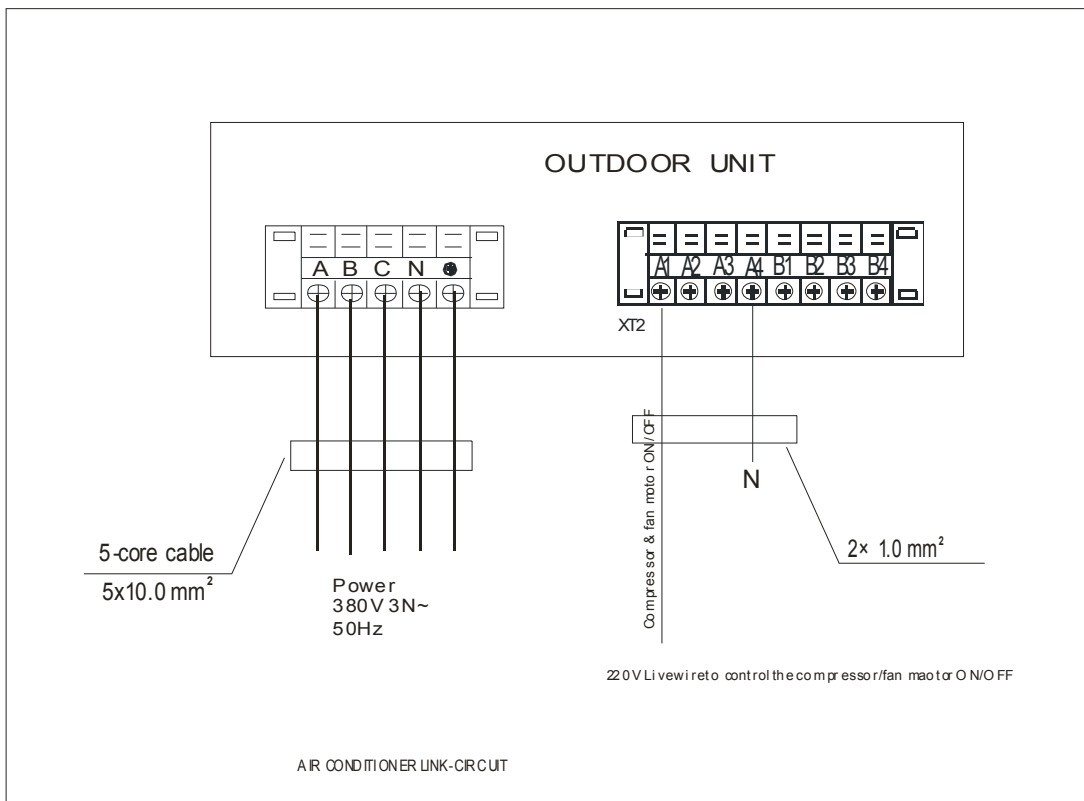 OUTDOOR UNIT
A B C N
A1 A2 A3 A4 B1 B2 B3 B4
XT2
Compressor & fan motor ON/OFF
N
5-core cable
5x10.0 mm²
2× 1.0 mm²
Power
380V 3N~
50Hz
220V Live wire to control the compressor/fan maotor ON/OFF
AIR CONDITIONER LINK-CIRCUIT